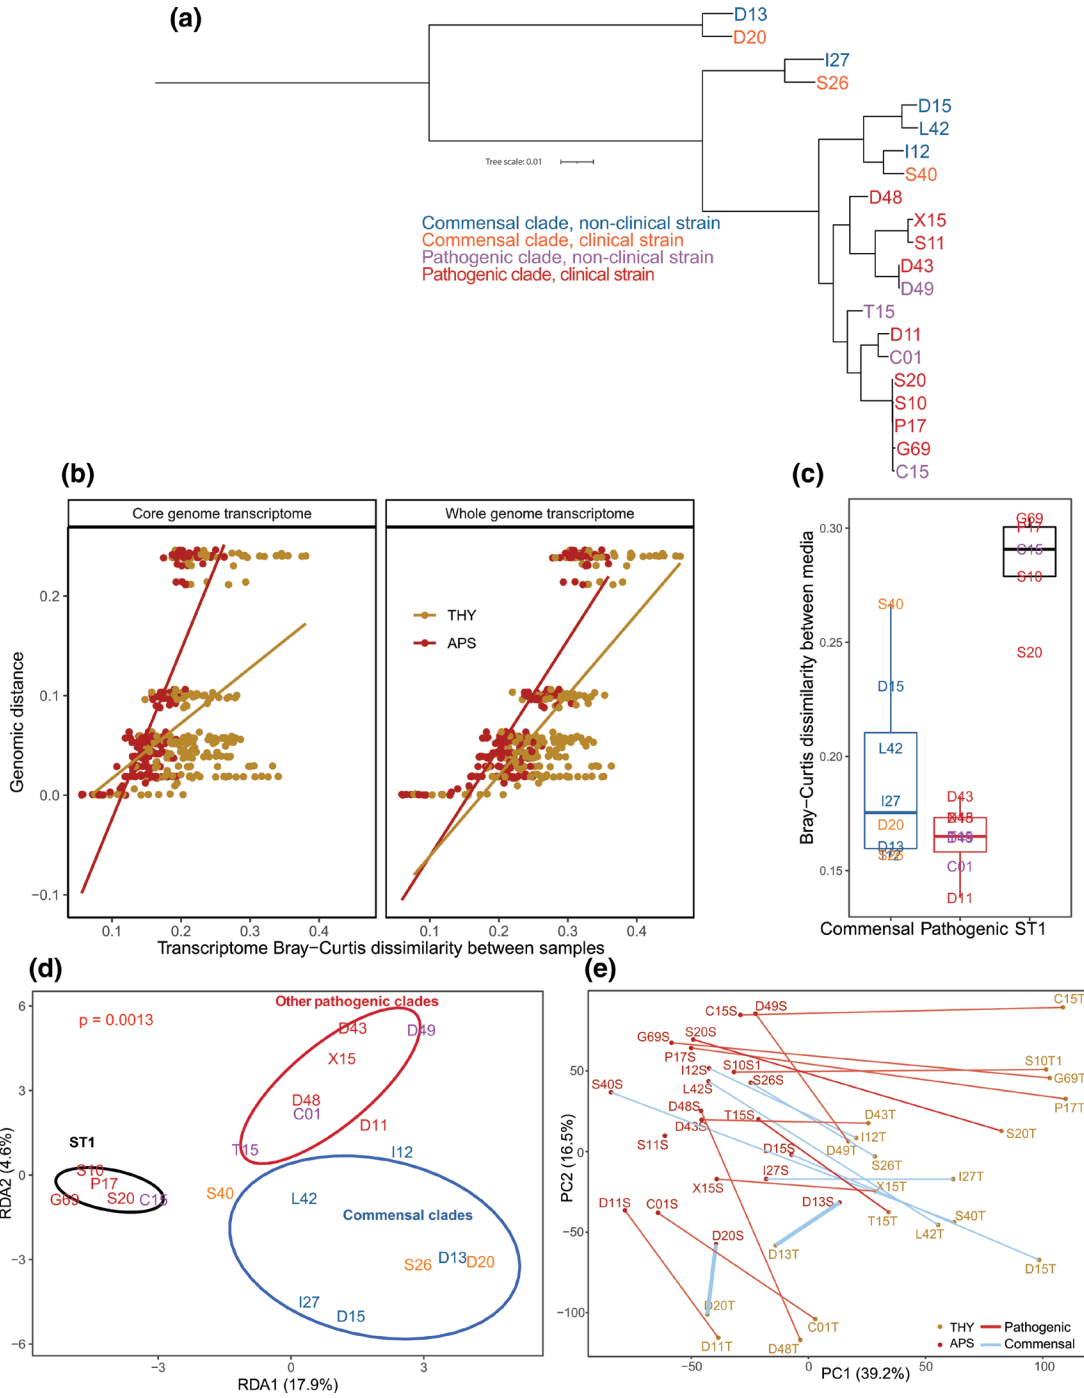 (a)
D13
D20
I27
S26
D15
L42
I12
S40
D48
X15
S11
D43
D49
T15
D11
C01
S20
S10
P17
G69
C15
Tree scale: 0.01
Commensal clade, non-clinical strain
Commensal clade, clinical strain
Pathogenic clade, non-clinical strain
Pathogenic clade, clinical strain
(b)
Core genome transcriptome
Whole genome transcriptome
Genomic distance
0.2
0.1
0.0
−0.1
THY
APS
0.1 0.2 0.3 0.4
0.1 0.2 0.3 0.4
Transcriptome Bray−Curtis dissimilarity between samples
(c)
Bray−Curtis dissimilarity between media
0.30
0.25
0.20
0.15
S40
D15
L42
I27
D20
D13
D43
C01
D11
G69
P17
C15
S10
S20
Commensal Pathogenic ST1
(d)
p = 0.0013
Other pathogenic clades
D43
D49
X15
D48
C01
D11
T15
ST1
S10
P17
G69
S20
C15
I12
S40
L42
Commensal clades
S26
D13
D20
I27
D15
RDA2 (4.6%)
6
3
0
−3
−6
−3 0 3
RDA1 (17.9%)
(e)
C15S
D49S
C15T
G69S
S20S
P17S
I12S
S10S1
S26S
S10T1
G69T
S40S
L42S
P17T
D48S
T15S
D43T
D43S
I12T
S20T
S11S
D15S
D49T
S26T
I27S
I27T
X15S
X15T
D11S
C01S
D13S
T15T
S40T
L42T
D20S
D13T
D15T
D20T
C01T
D11T
D48T
THY
APS
Pathogenic
Commensal
PC2 (16.5%)
50
0
−50
−100
−50 0 50 100
PC1 (39.2%)